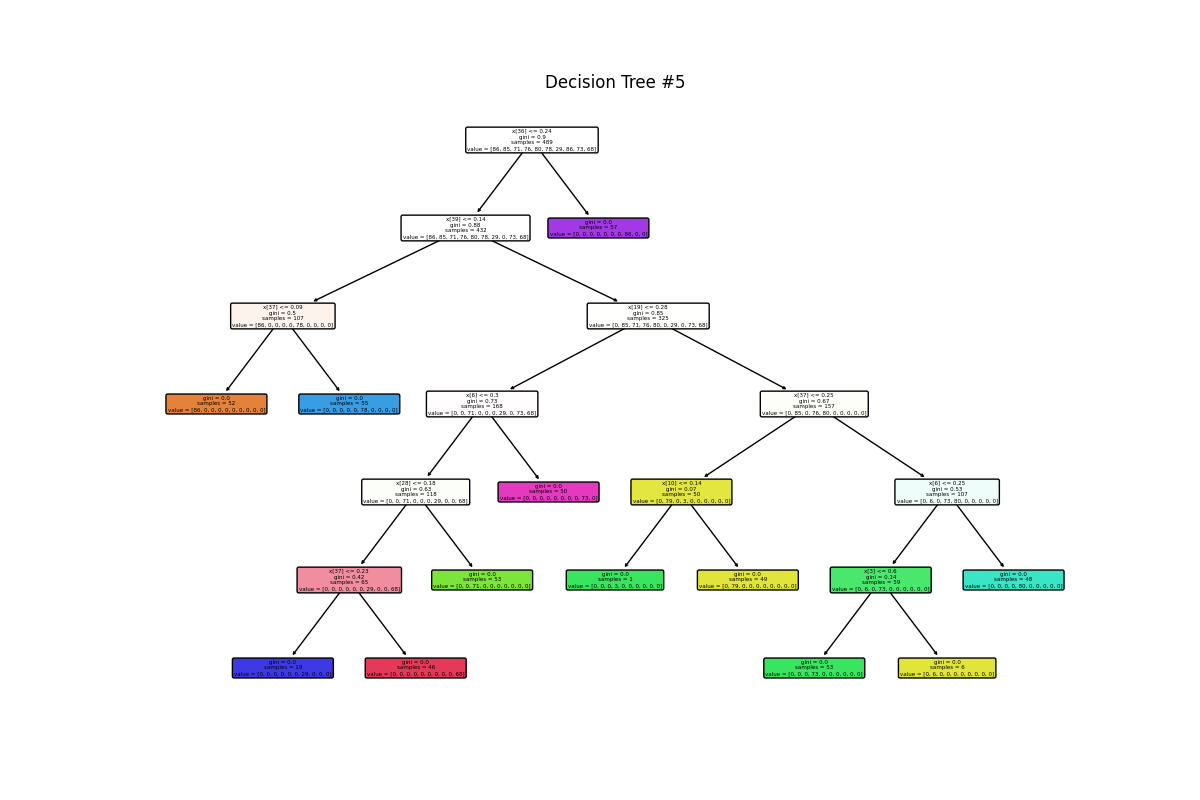 Decision Tree #5
x[36] <= 0.24
gini = 0.9
samples = 489
value = [86, 85, 71, 76, 80, 78, 29, 86, 73, 68]
x[39] <= 0.14
gini = 0.88
samples = 432
value = [86, 85, 71, 76, 80, 78, 29, 0, 73, 68]
gini = 0.0
samples = 57
value = [0, 0, 0, 0, 0, 0, 0, 86, 0, 0]
x[37] <= 0.09
gini = 0.5
samples = 107
value = [86, 0, 0, 0, 0, 78, 0, 0, 0, 0]
x[19] <= 0.28
gini = 0.85
samples = 325
value = [0, 85, 71, 76, 80, 0, 29, 0, 73, 68]
gini = 0.0
samples = 52
value = [86, 0, 0, 0, 0, 0, 0, 0, 0, 0]
gini = 0.0
samples = 55
value = [0, 0, 0, 0, 0, 78, 0, 0, 0, 0]
x[6] <= 0.3
gini = 0.73
samples = 168
value = [0, 0, 71, 0, 0, 0, 29, 0, 73, 68]
x[37] <= 0.25
gini = 0.67
samples = 157
value = [0, 85, 0, 76, 80, 0, 0, 0, 0, 0]
x[28] <= 0.18
gini = 0.63
samples = 118
value = [0, 0, 71, 0, 0, 0, 29, 0, 0, 68]
gini = 0.0
samples = 50
value = [0, 0, 0, 0, 0, 0, 0, 0, 73, 0]
x[10] <= 0.14
gini = 0.07
samples = 50
value = [0, 79, 0, 3, 0, 0, 0, 0, 0, 0]
x[6] <= 0.25
gini = 0.53
samples = 107
value = [0, 6, 0, 73, 80, 0, 0, 0, 0, 0]
x[37] <= 0.23
gini = 0.42
samples = 65
value = [0, 0, 0, 0, 0, 0, 29, 0, 0, 68]
gini = 0.0
samples = 53
value = [0, 0, 71, 0, 0, 0, 0, 0, 0, 0]
gini = 0.0
samples = 1
value = [0, 0, 0, 3, 0, 0, 0, 0, 0, 0]
gini = 0.0
samples = 49
value = [0, 79, 0, 0, 0, 0, 0, 0, 0, 0]
x[3] <= 0.6
gini = 0.14
samples = 59
value = [0, 6, 0, 73, 0, 0, 0, 0, 0, 0]
gini = 0.0
samples = 48
value = [0, 0, 0, 0, 80, 0, 0, 0, 0, 0]
gini = 0.0
samples = 19
value = [0, 0, 0, 0, 0, 0, 29, 0, 0, 0]
gini = 0.0
samples = 46
value = [0, 0, 0, 0, 0, 0, 0, 0, 0, 68]
gini = 0.0
samples = 53
value = [0, 0, 0, 73, 0, 0, 0, 0, 0, 0]
gini = 0.0
samples = 6
value = [0, 6, 0, 0, 0, 0, 0, 0, 0, 0]